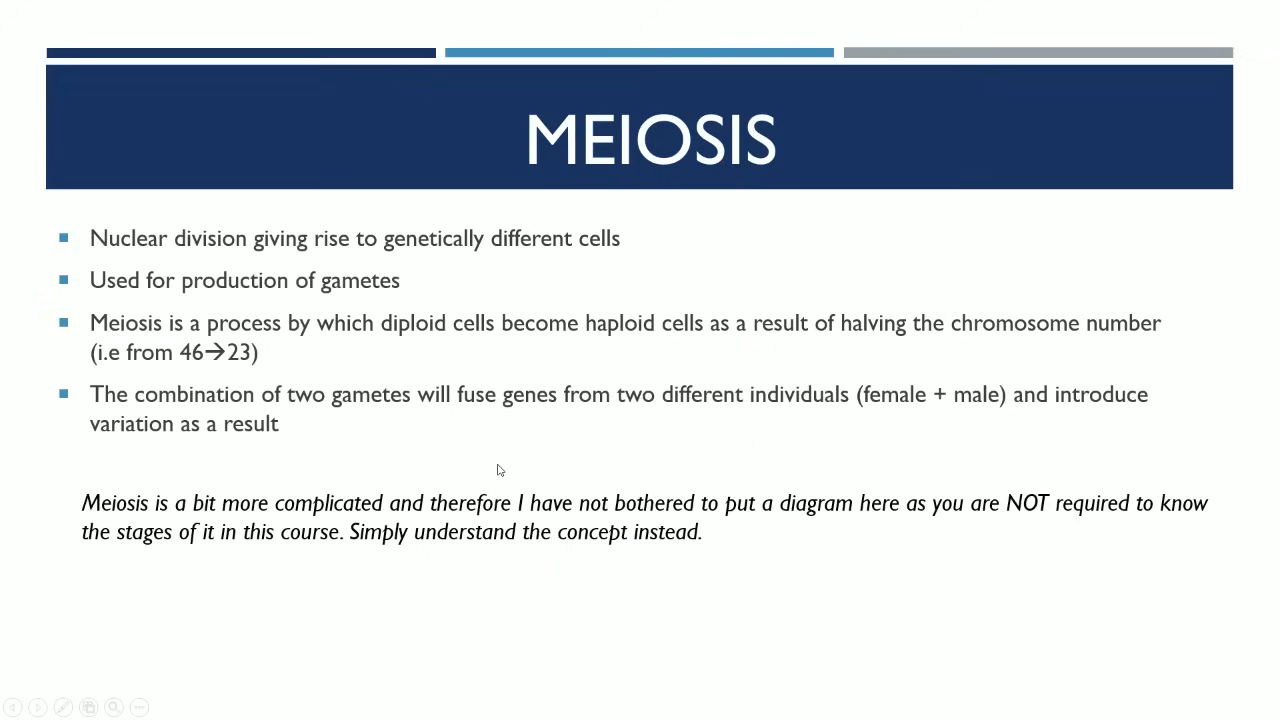 MEIOSIS
Nuclear division giving rise to genetically different cells
Used for production of gametes
Meiosis is a process by which diploid cells become haploid cells as a result of halving the chromosome number
(i.e from 46→23)
The combination of two gametes will fuse genes from two different individuals (female + male) and introduce
variation as a result
Meiosis is a bit more complicated and therefore I have not bothered to put a diagram here as you are NOT required to know
the stages of it in this course. Simply understand the concept instead.